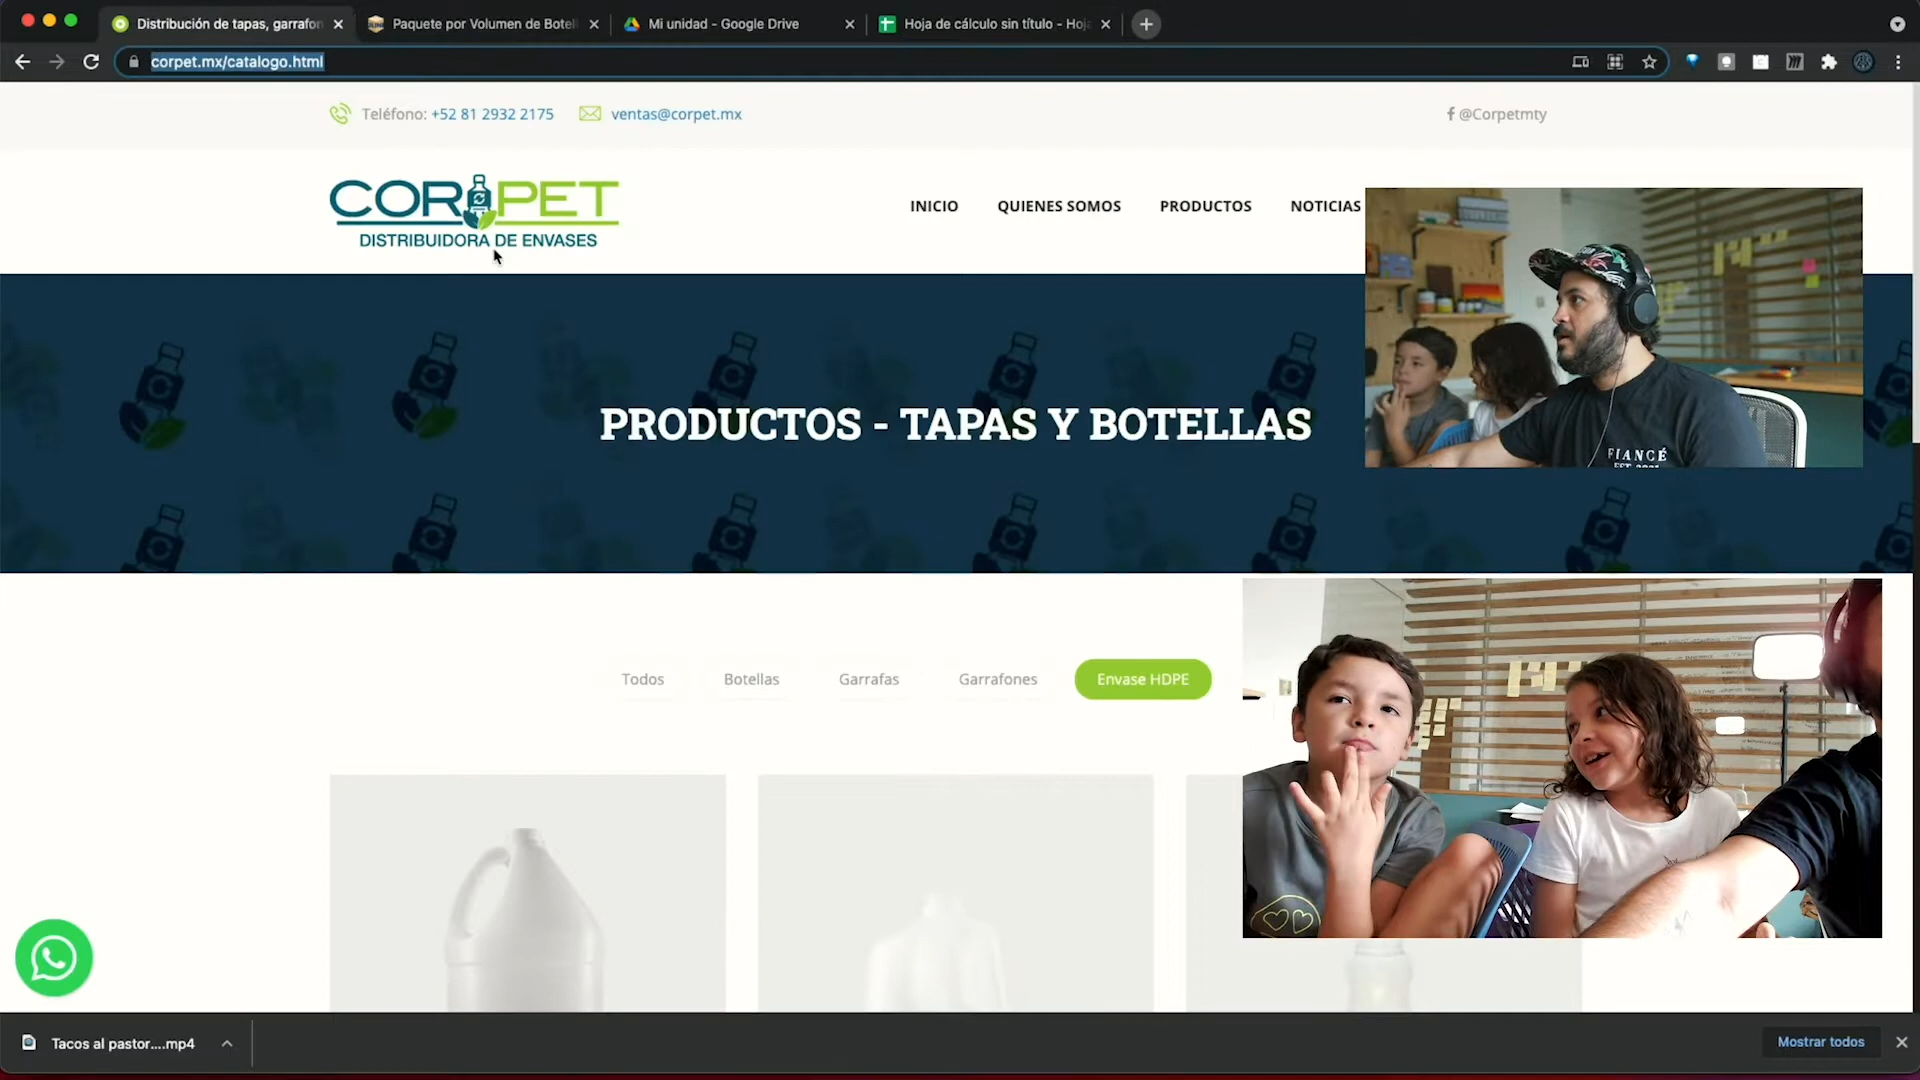 Distribución de tapas, garrafon
Paquete por Volumen de Botel
Mi unidad - Google Drive
Hoja de cálculo sin título - Hoj
corpet.mx/catalogo.html
Teléfono: +52 81 2932 2175
ventas@corpet.mx
@Corpetmty
CORPET
DISTRIBUIDORA DE ENVASES
INICIO
QUIENES SOMOS
PRODUCTOS
NOTICIAS
PRODUCTOS - TAPAS Y BOTELLAS
FIANCÉ
Todos
Botellas
Garrafas
Garrafones
Envase HDPE
Tacos al pastor....mp4
Mostrar todos